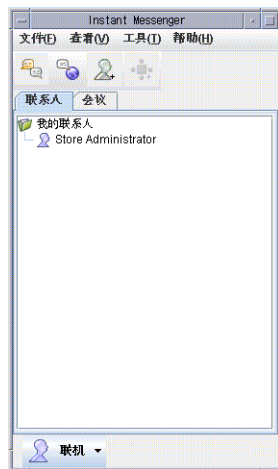 Instant Messenger
文件(F) 查看(V) 工具(T) 帮助(H)
联系人 会议
我的联系人
Store Administrator
联机